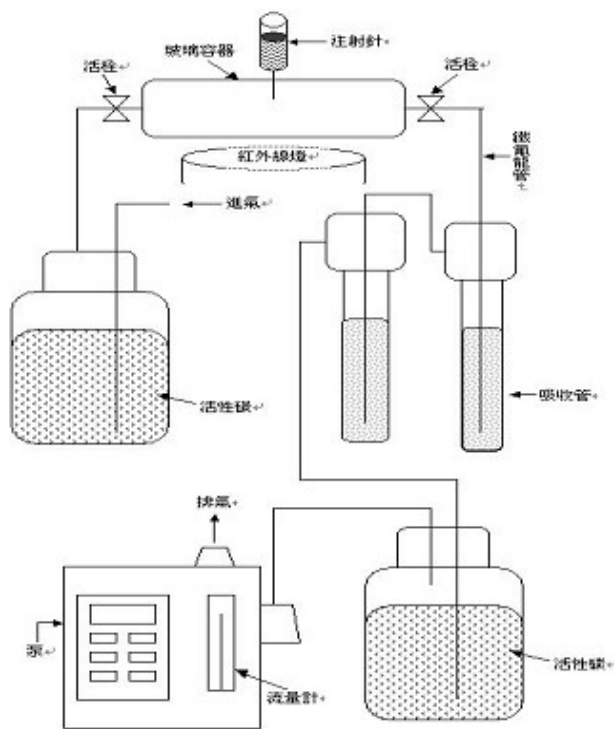 注射針
玻璃容器
活栓
活栓
鐵氟龍管
紅外線燈
進氣
活性碳
吸收管
排氣
泵
流量計
活性碳